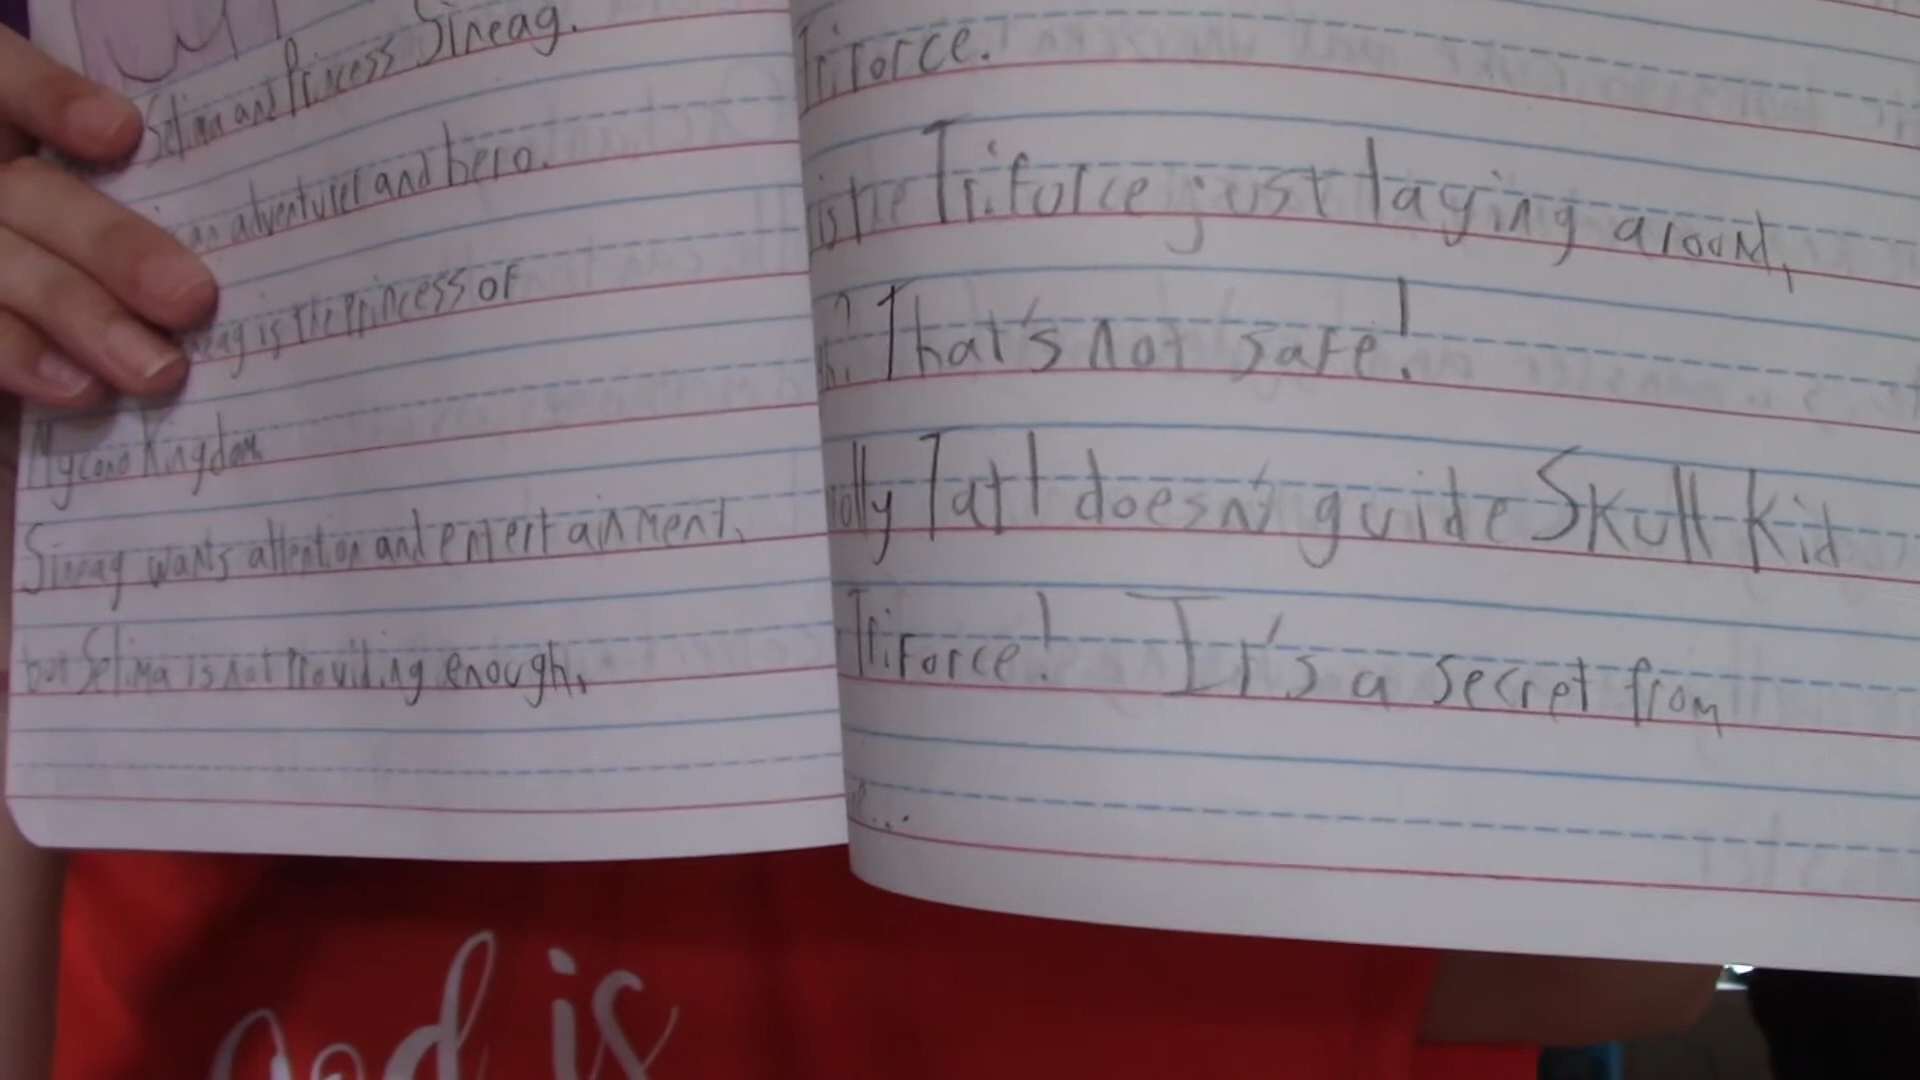 Selima and Princess Sineag.
an adventurer and hero.
is the Princess of
Kingdom
Sineag wants attention and entertainment,
but Selima is not Providing enough,
Triforce.
is the Triforce just laying around,
? That's not safe!
Tatl doesn't guide Skull Kid
Triforce! It's a secret from
...
God is